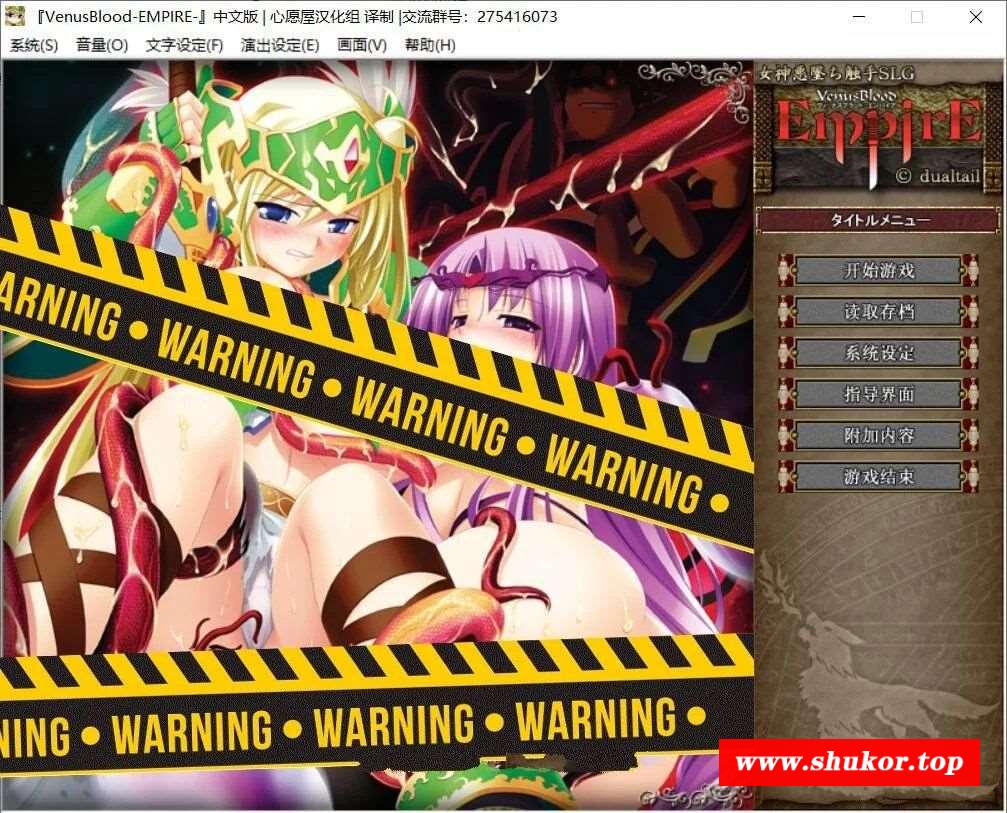 『VenusBlood-EMPIRE-』中文版 | 心愿屋汉化组 译制 |交流群号：275416073
系统(S) 音量(O) 文字设定(F) 演出设定(E) 画面(V) 帮助(H)
女神悪堕ち触手SLG
VenusBlood
EmpirE
© dualtail
タイトルメニュー
开始游戏
读取存档
系统设定
指导界面
附加内容
游戏结束
ARNING • WARNING • WARNING • WARNING •
NING • WARNING • WARNING • WARNING •
www.shukor.top